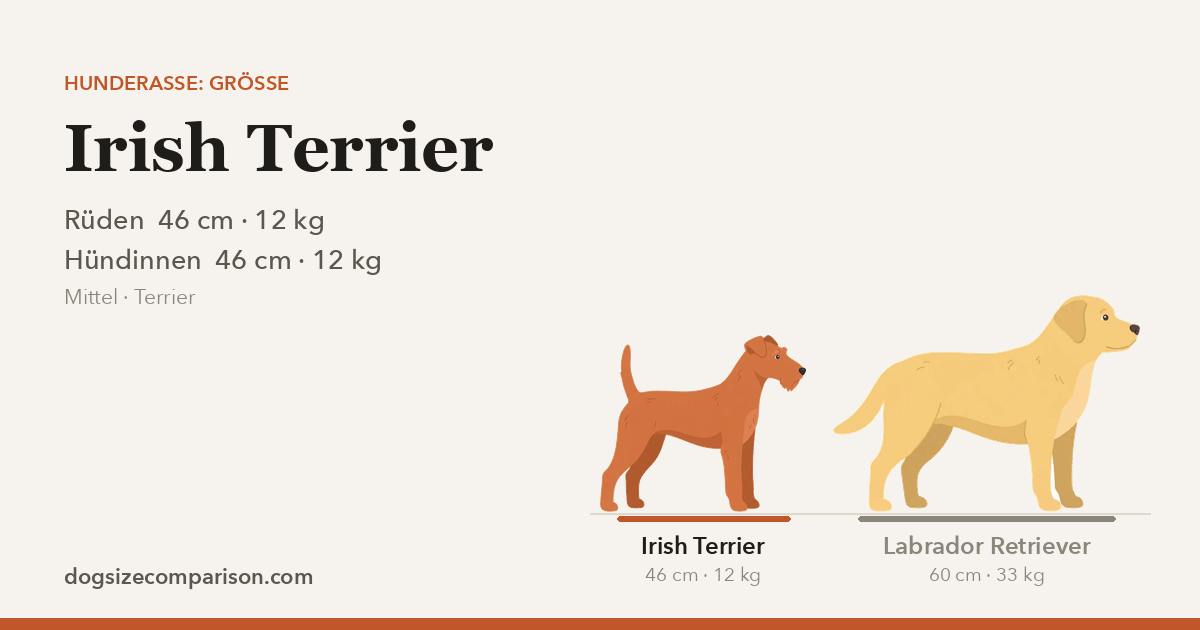 HUNDERASSE: GRÖSSE
Irish Terrier
Rüden 46 cm · 12 kg
Hündinnen 46 cm · 12 kg
Mittel · Terrier
Irish Terrier
46 cm · 12 kg
Labrador Retriever
60 cm · 33 kg
dogsizecomparison.com